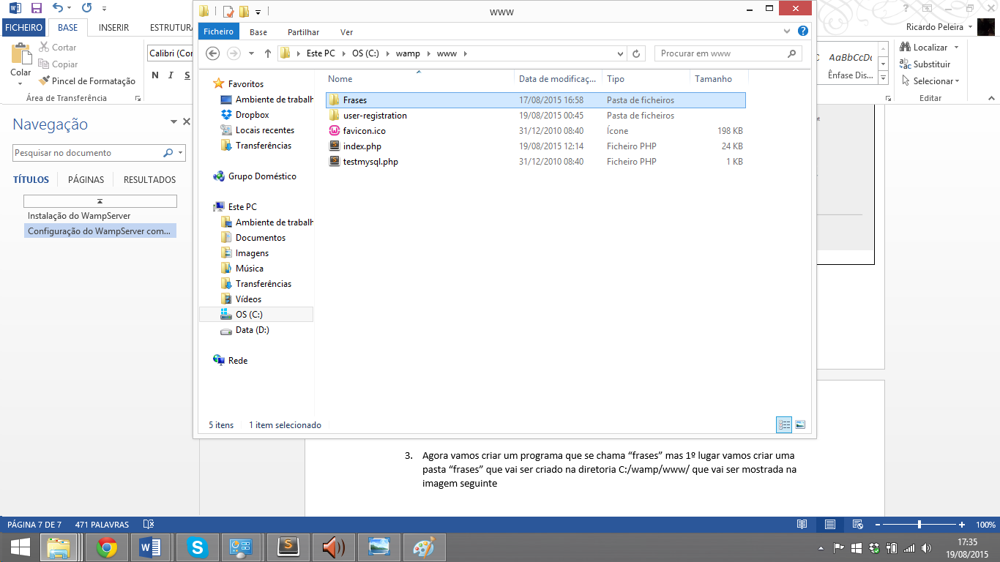 www
FICHEIRO BASE INSERIR ESTRUTURA
Ricardo Peleira
Cortar
Copiar
Colar
Pincel de Formatação
Área de Transferência
Calibri (Cor
N I S
AaBbCcDc
Ênfase Dis...
Localizar
Substituir
Selecionar
Editar
Ficheiro Base Partilhar Ver
Este PC OS (C:) wamp www
Procurar em www
Favoritos
Ambiente de trabalh
Dropbox
Locais recentes
Transferências
Grupo Doméstico
Este PC
Ambiente de trabalh
Documentos
Imagens
Música
Transferências
Vídeos
OS (C:)
Data (D:)
Rede
Nome Data de modificaç... Tipo Tamanho
Frases 17/08/2015 16:58 Pasta de ficheiros
user-registration 19/08/2015 00:45 Pasta de ficheiros
favicon.ico 31/12/2010 08:40 Ícone 198 KB
index.php 19/08/2015 12:14 Ficheiro PHP 24 KB
testmysql.php 31/12/2010 08:40 Ficheiro PHP 1 KB
5 itens 1 item selecionado
Navegação
Pesquisar no documento
TÍTULOS PÁGINAS RESULTADOS
Instalação do WampServer
Configuração do WampServer com...
3. Agora vamos criar um programa que se chama “frases” mas 1º lugar vamos criar uma
pasta “frases” que vai ser criado na diretoria C:/wamp/www/ que vai ser mostrada na
imagem seguinte
PÁGINA 7 DE 7 471 PALAVRAS
100%
17:35
19/08/2015